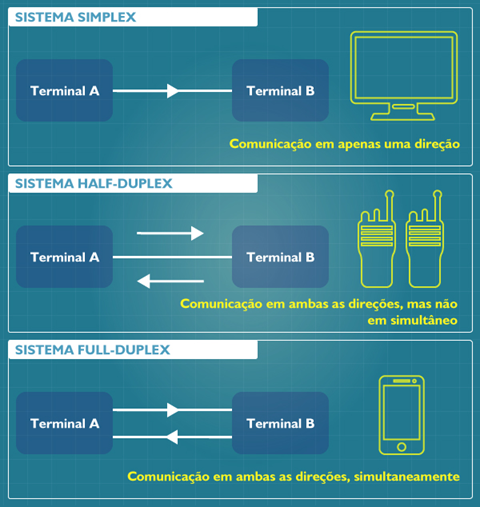 SISTEMA SIMPLEX
Terminal A
Terminal B
Comunicação em apenas uma direção
SISTEMA HALF-DUPLEX
Terminal A
Terminal B
Comunicação em ambas as direções, mas não
em simultâneo
SISTEMA FULL-DUPLEX
Terminal A
Terminal B
Comunicação em ambas as direções, simultaneamente